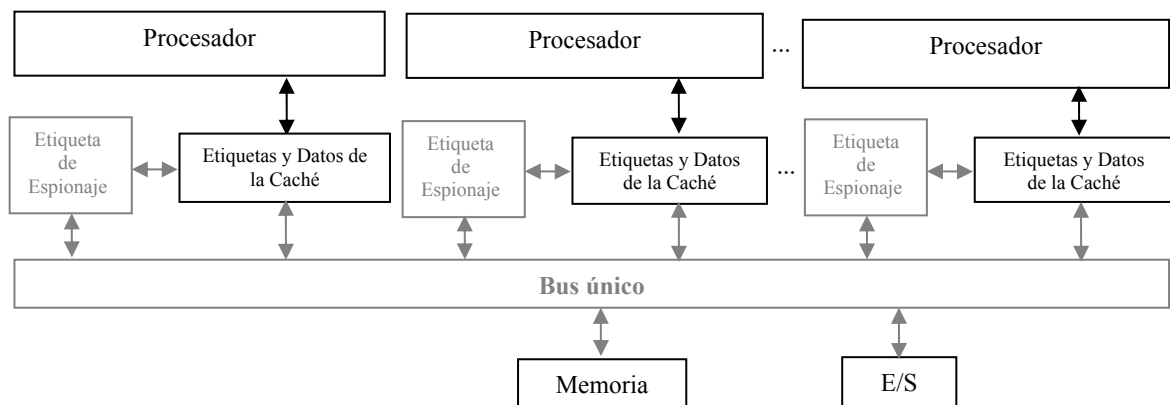 Procesador
Procesador
...
Procesador
Etiqueta
de
Espionaje
Etiquetas y Datos de
la Caché
Etiqueta
de
Espionaje
Etiquetas y Datos
de la Caché
...
Etiqueta
de
Espionaje
Etiquetas y Datos
de la Caché
Bus único
Memoria
E/S